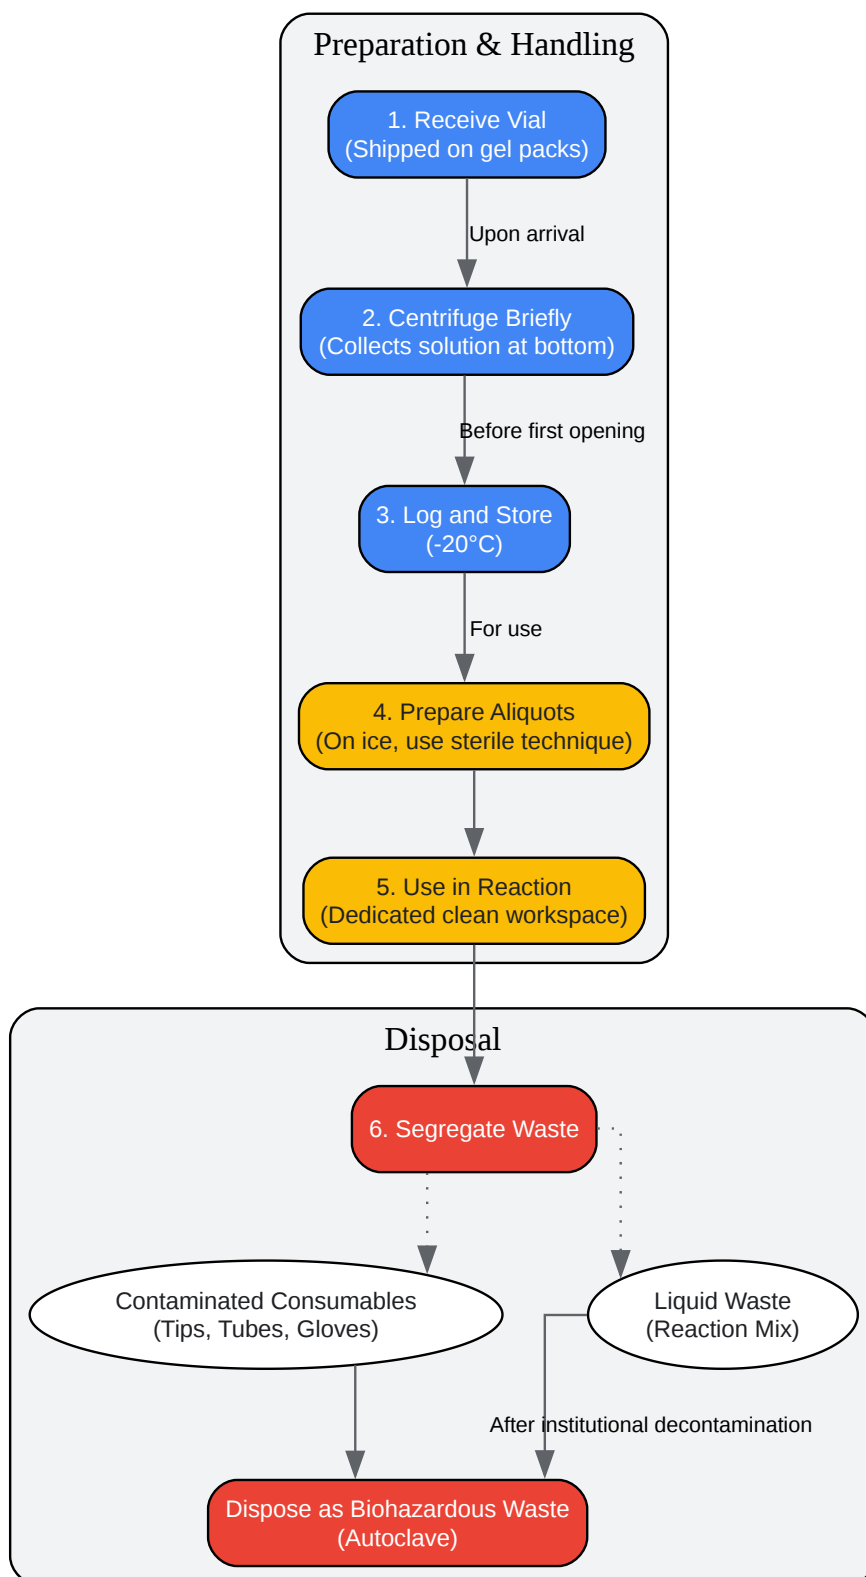 Preparation & Handling
1. Receive Vial
(Shipped on gel packs)
Upon arrival
2. Centrifuge Briefly
(Collects solution at bottom)
Before first opening
3. Log and Store
(-20°C)
For use
4. Prepare Aliquots
(On ice, use sterile technique)
5. Use in Reaction
(Dedicated clean workspace)
Disposal
6. Segregate Waste
Contaminated Consumables
(Tips, Tubes, Gloves)
Liquid Waste
(Reaction Mix)
After institutional decontamination
Dispose as Biohazardous Waste
(Autoclave)